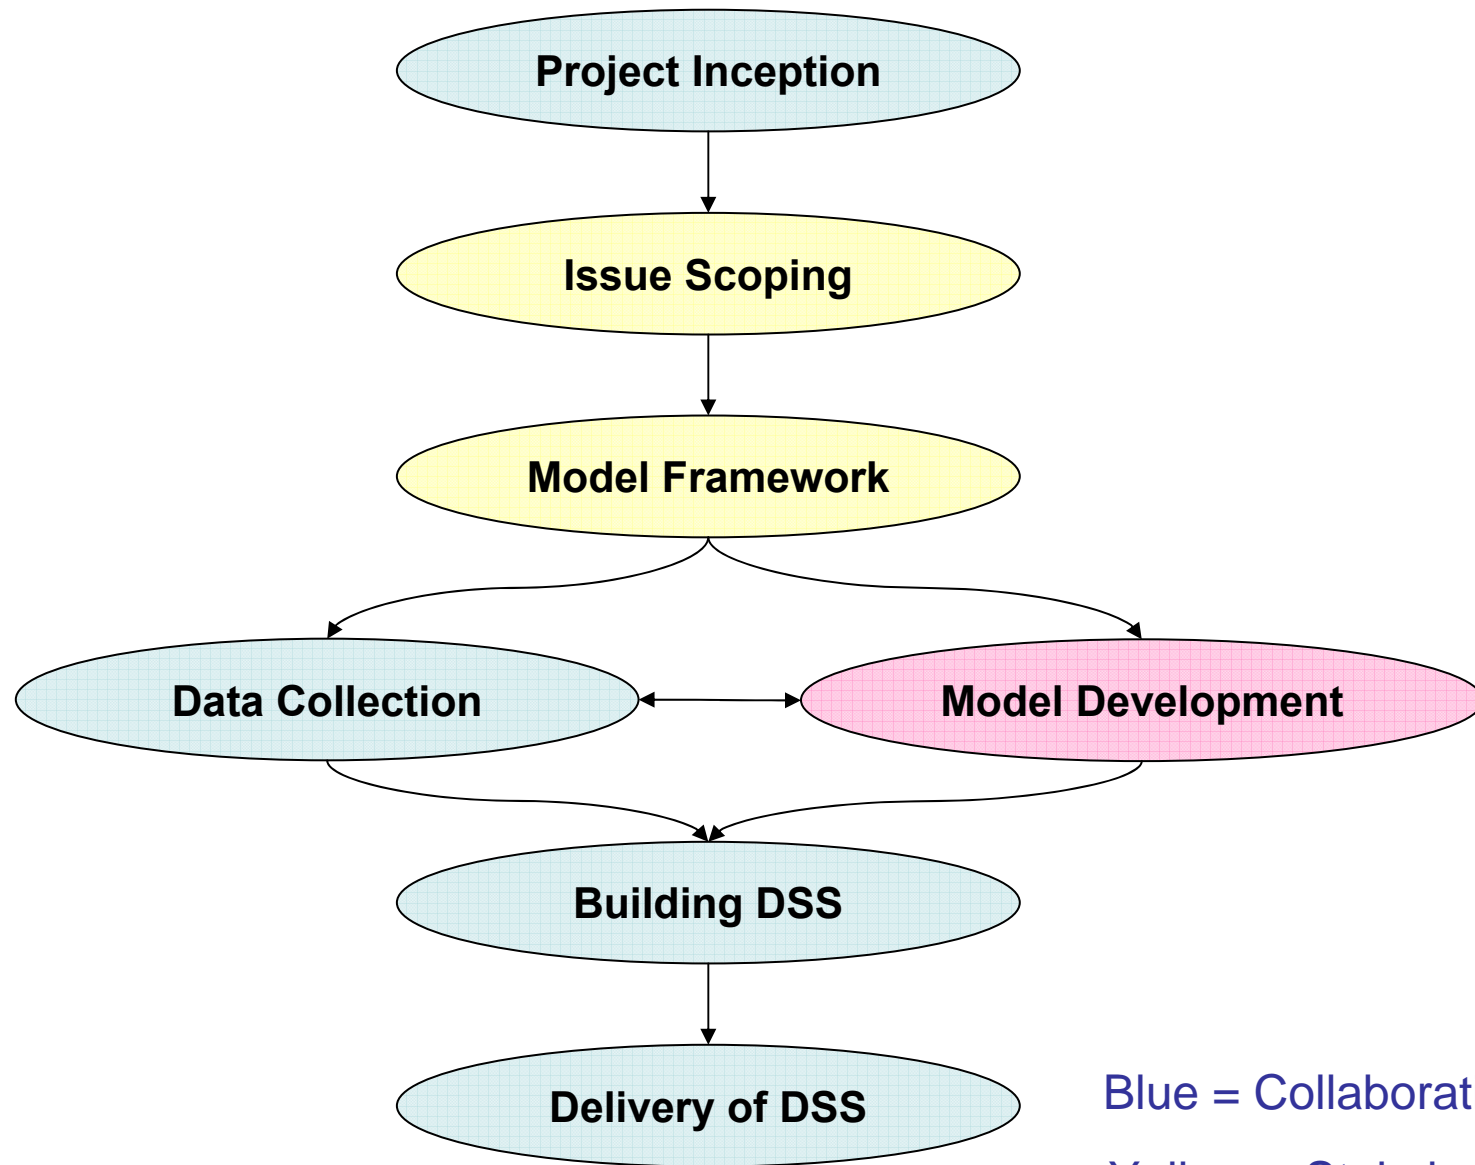 Project Inception
Issue Scoping
Model Framework
Data Collection
Model Development
Building DSS
Delivery of DSS
Blue = Collaborat